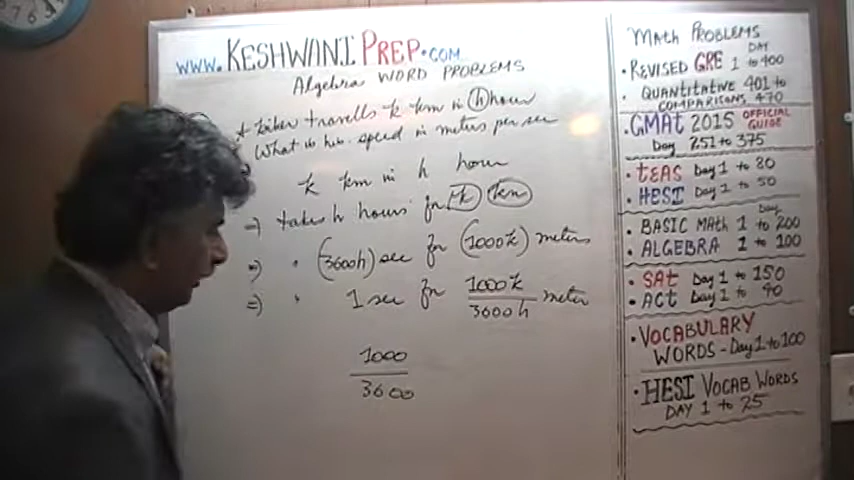 www.KESHWANIPREP.COM
Algebra WORD PROBLEMS
A biker travells k km in h hour
What is his speed in meters per sec
k km in h hour
⇒ takes h hours for k km
⇒ " (3600h) sec for (1000k) meters
⇒ " 1 sec for 1000k / 3600h meter
1000
3600
MATH PROBLEMS
• REVISED GRE DAY 1 to 400
• QUANTITATIVE 401 to
COMPARISONS 470
• GMAT 2015 OFFICIAL GUIDE
Day 251 to 375
• TEAS Day 1 to 80
• HESI Day 1 to 50
• BASIC MATH Day 1 to 200
• ALGEBRA 1 to 100
• SAT Day 1 to 150
• ACT Day 1 to 90
• VOCABULARY
WORDS - Day 1 to 100
• HESI VOCAB WORDS
DAY 1 to 25